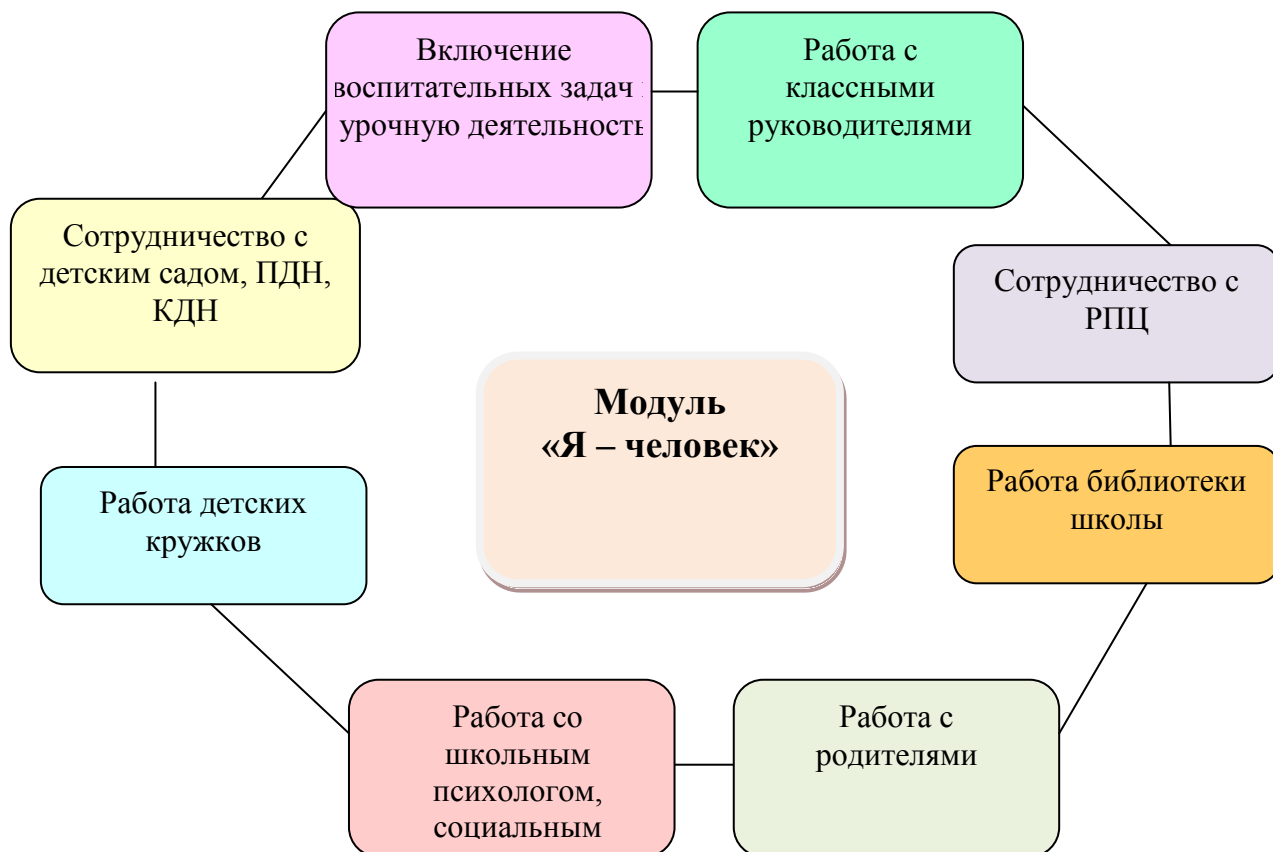 Включение
воспитательных задач
урочную деятельность
Работа с
классными
руководителями
Сотрудничество с
детским садом, ПДН,
КДН
Сотрудничество с
РПЦ
Модуль
«Я – человек»
Работа детских
кружков
Работа библиотеки
школы
Работа со
школьным
психологом,
социальным
Работа с
родителями